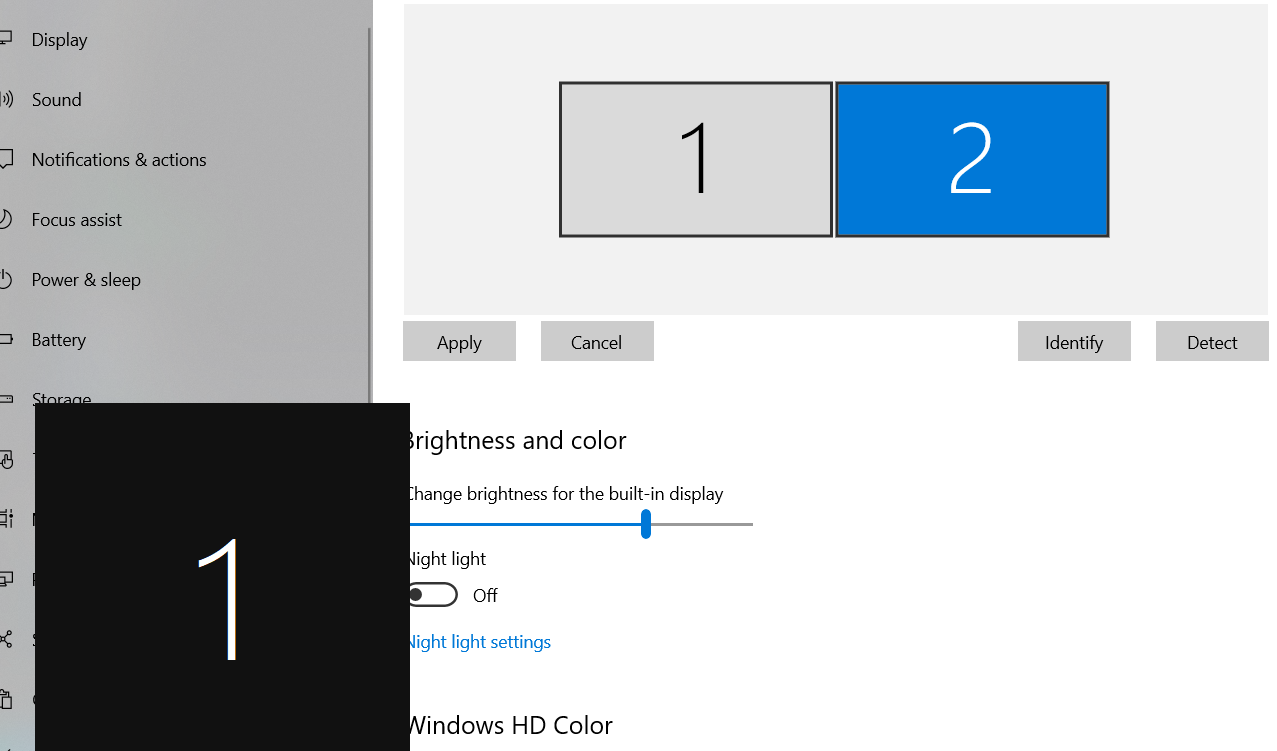 Display
Sound
Notifications & actions
Focus assist
Power & sleep
Battery
Storage
1
2
Apply
Cancel
Identify
Detect
Brightness and color
Change brightness for the built-in display
Night light
Off
Night light settings
Windows HD Color
1